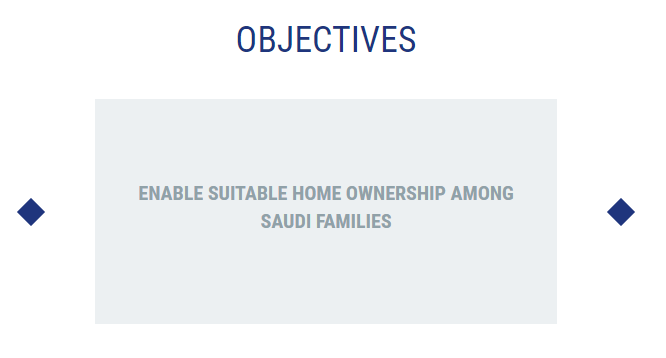 OBJECTIVES
ENABLE SUITABLE HOME OWNERSHIP AMONG
SAUDI FAMILIES